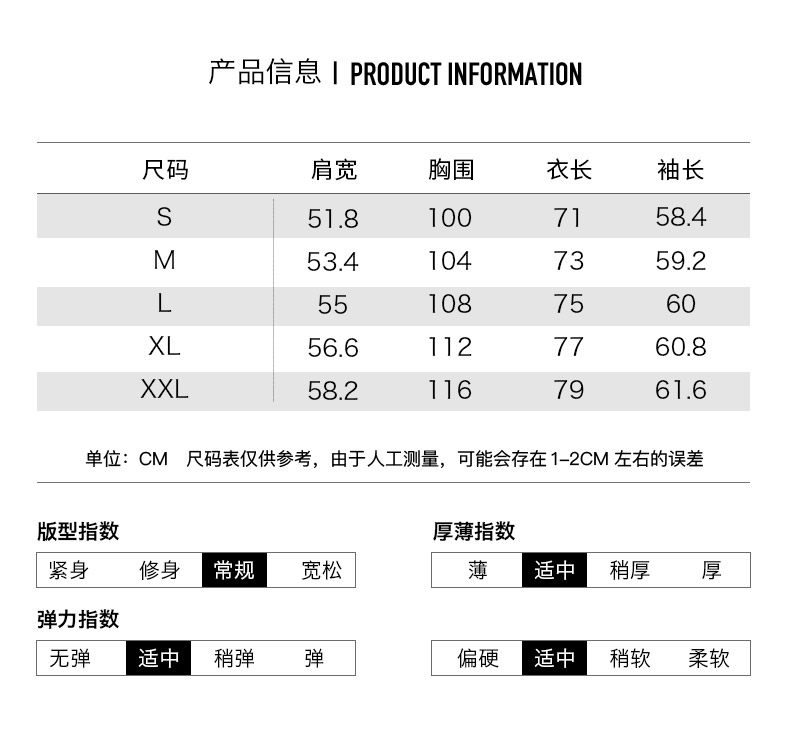 产品信息 | PRODUCT INFORMATION
尺码 肩宽 胸围 衣长 袖长
S 51.8 100 71 58.4
M 53.4 104 73 59.2
L 55 108 75 60
XL 56.6 112 77 60.8
XXL 58.2 116 79 61.6
单位：CM 尺码表仅供参考，由于人工测量，可能会存在1-2CM 左右的误差
版型指数
紧身 修身 常规 宽松
厚薄指数
薄 适中 稍厚 厚
弹力指数
无弹 适中 稍弹 弹
偏硬 适中 稍软 柔软